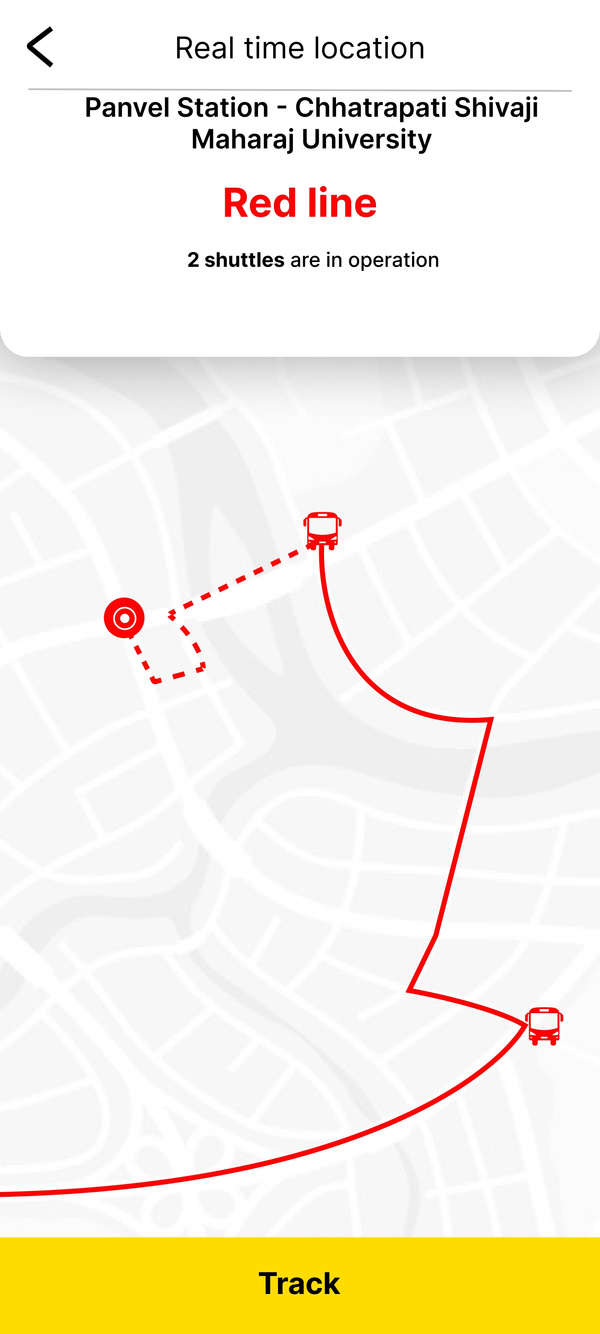 Real time location
Panvel Station - Chhatrapati Shivaji
Maharaj University
Red line
2 shuttles are in operation
Track